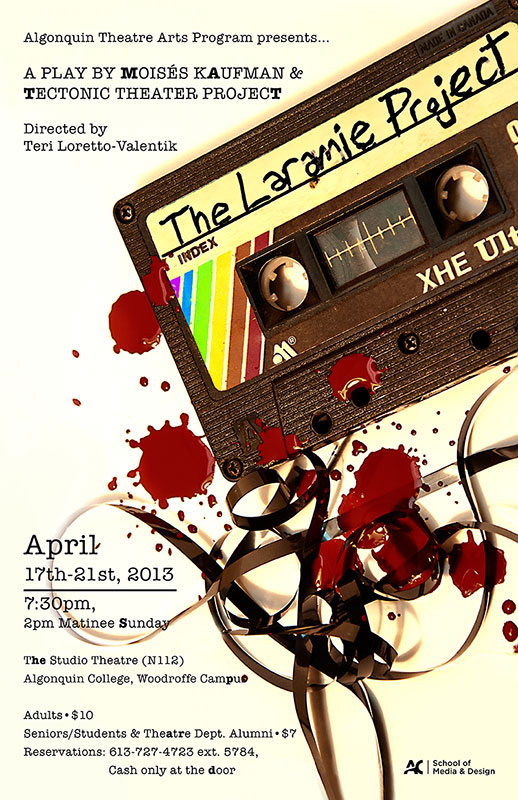 Algonquin Theatre Arts Program presents...
A PLAY BY MOISÉS KAUFMAN &
TECTONIC THEATER PROJECT
Directed by
Teri Loretto-Valentik
MADE IN CANADA
The Laramie Project
INDEX
XHE
A
April
17th-21st, 2013
7:30pm,
2pm Matinee Sunday
The Studio Theatre (N112)
Algonquin College, Woodroffe Campus
Adults • $10
Seniors/Students & Theatre Dept. Alumni • $7
Reservations: 613-727-4723 ext. 5784,
Cash only at the door
AC School of
Media & Design